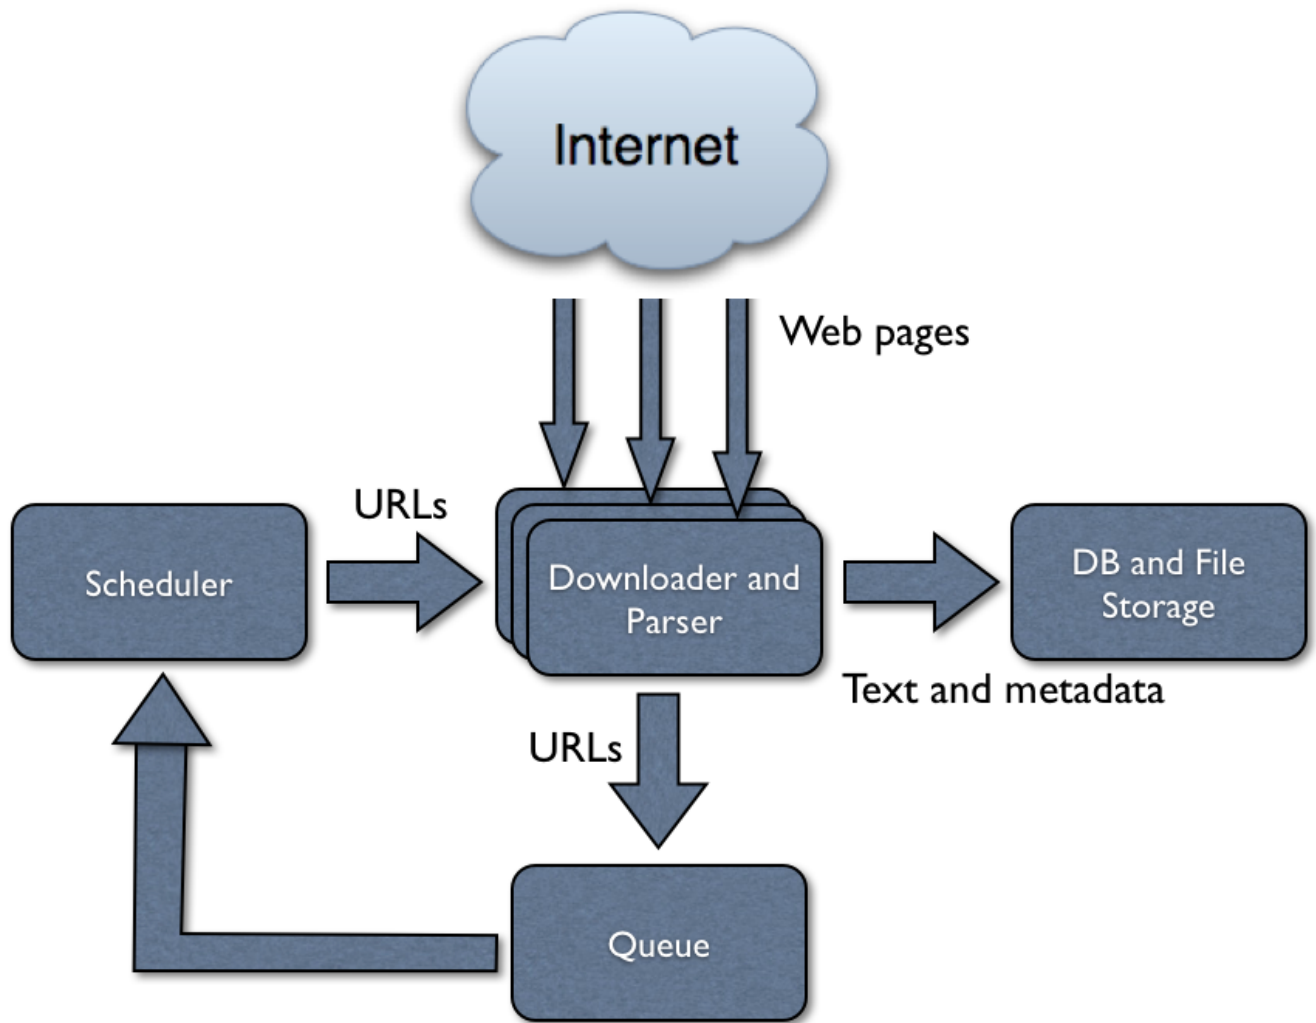 Internet
Web pages
URLs
Scheduler
Downloader and
Parser
DB and File
Storage
Text and metadata
URLs
Queue